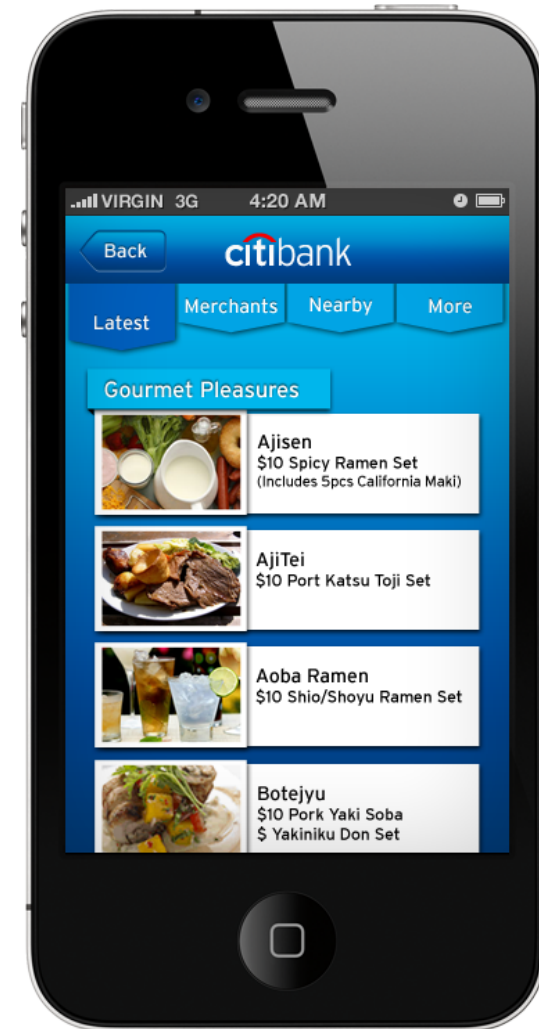 VIRGIN 3G 4:20 AM
Back citibank
Latest Merchants Nearby More
Gourmet Pleasures
Ajisen
$10 Spicy Ramen Set
(Includes 5pcs California Maki)
AjiTei
$10 Port Katsu Toji Set
Aoba Ramen
$10 Shio/Shoyu Ramen Set
Botejyu
$10 Pork Yaki Soba
$ Yakiniku Don Set